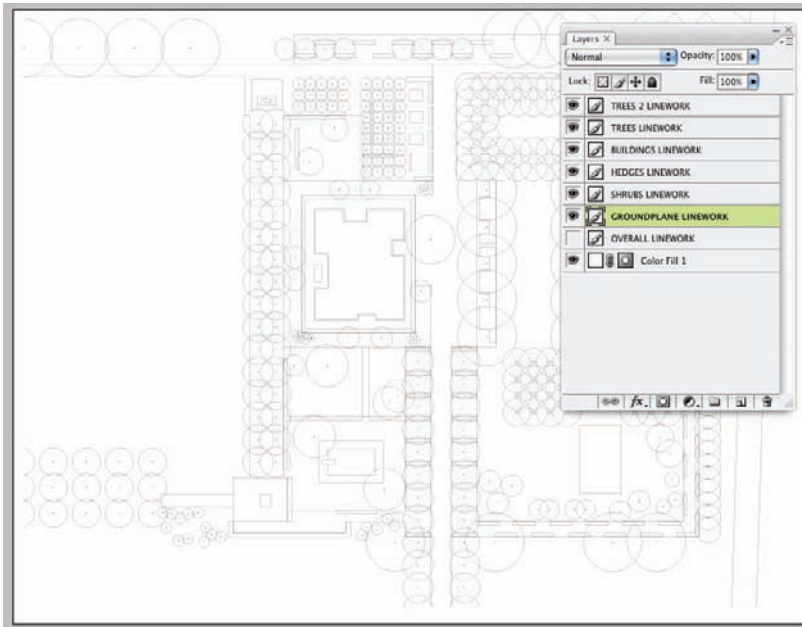 Layers ×
Normal Opacity: 100%
Lock: Fill: 100%
TREES 2 LINEWORK
TREES LINEWORK
BUILDINGS LINEWORK
HEDGES LINEWORK
SHRUBS LINEWORK
GROUNDPLANE LINEWORK
OVERALL LINEWORK
Color Fill 1
fx.